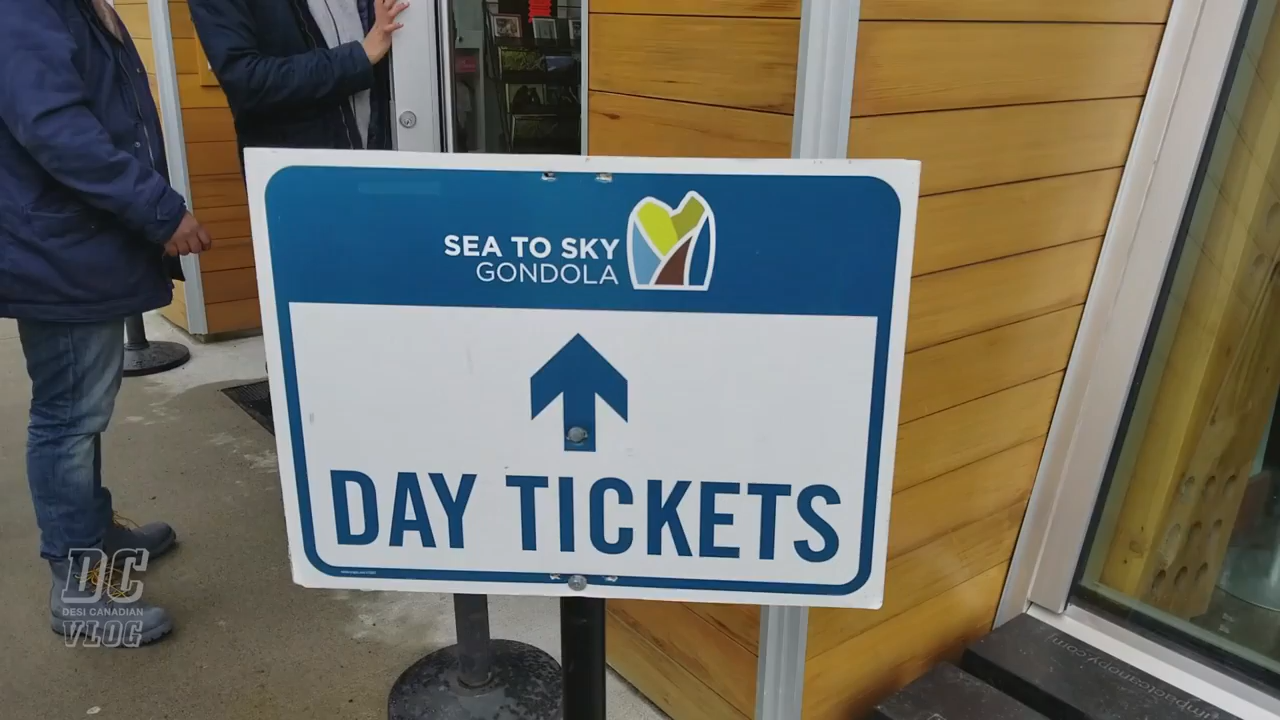 SEA TO SKY
GONDOLA
DAY TICKETS
DC
DESI CANADIAN
VLOG